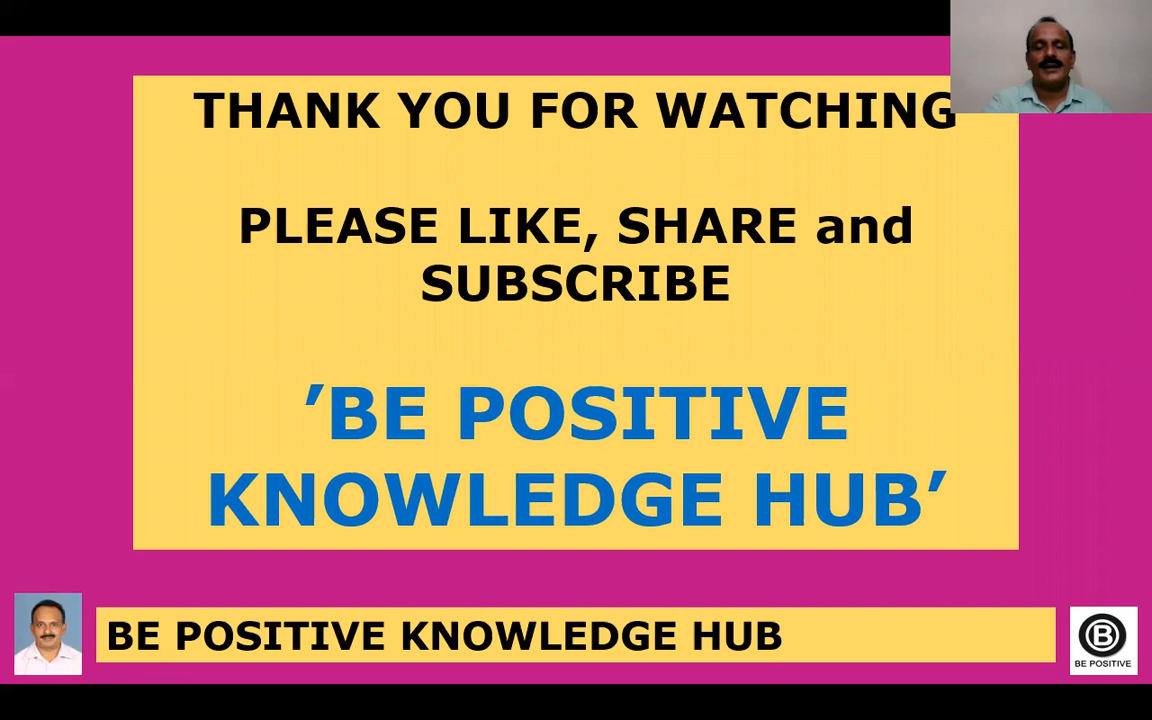 THANK YOU FOR WATCHING
PLEASE LIKE, SHARE and
SUBSCRIBE
’BE POSITIVE
KNOWLEDGE HUB’
BE POSITIVE KNOWLEDGE HUB
B
BE POSITIVE